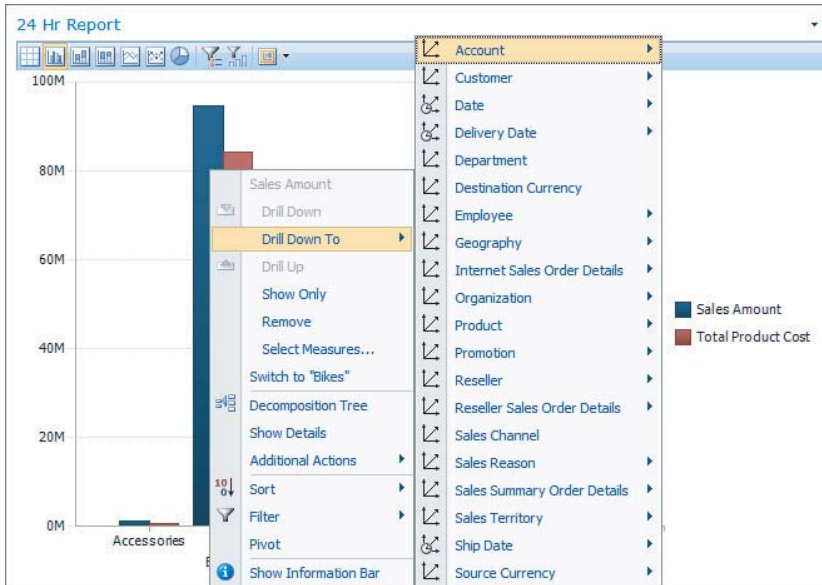 24 Hr Report
100M
80M
60M
40M
20M
0M
Accessories
Sales Amount
Drill Down
Drill Down To
Drill Up
Show Only
Remove
Select Measures...
Switch to "Bikes"
Decomposition Tree
Show Details
Additional Actions
Sort
Filter
Pivot
Show Information Bar
Account
Customer
Date
Delivery Date
Department
Destination Currency
Employee
Geography
Internet Sales Order Details
Organization
Product
Promotion
Reseller
Reseller Sales Order Details
Sales Channel
Sales Reason
Sales Summary Order Details
Sales Territory
Ship Date
Source Currency
Sales Amount
Total Product Cost